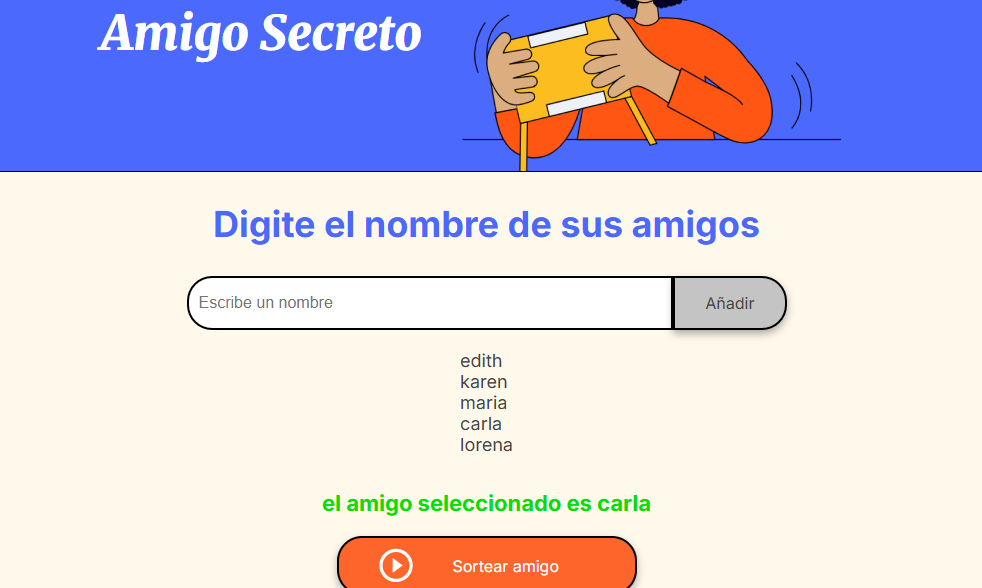 Amigo Secreto
Digite el nombre de sus amigos
Escribe un nombre
Añadir
edith
karen
maria
carla
lorena
el amigo seleccionado es carla
Sortear amigo